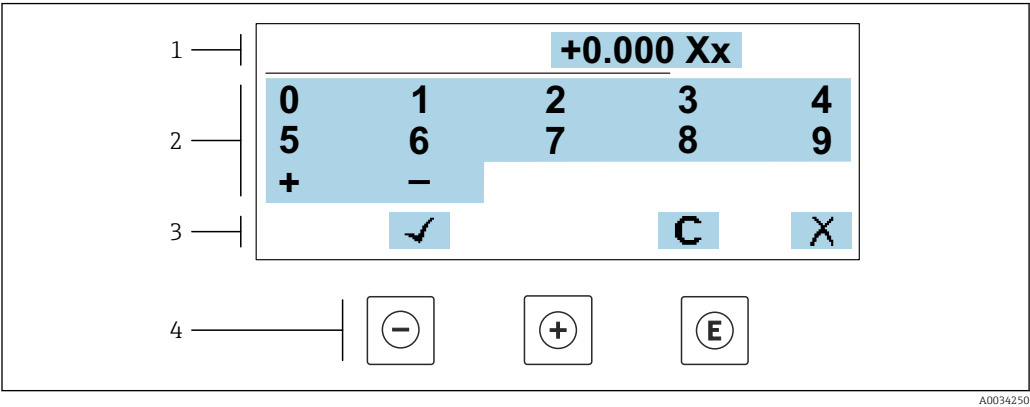 1 +0.000 Xx
0 1 2 3 4
2 5 6 7 8 9
+ −
3 ✓ C X
4 − + E
A0034250